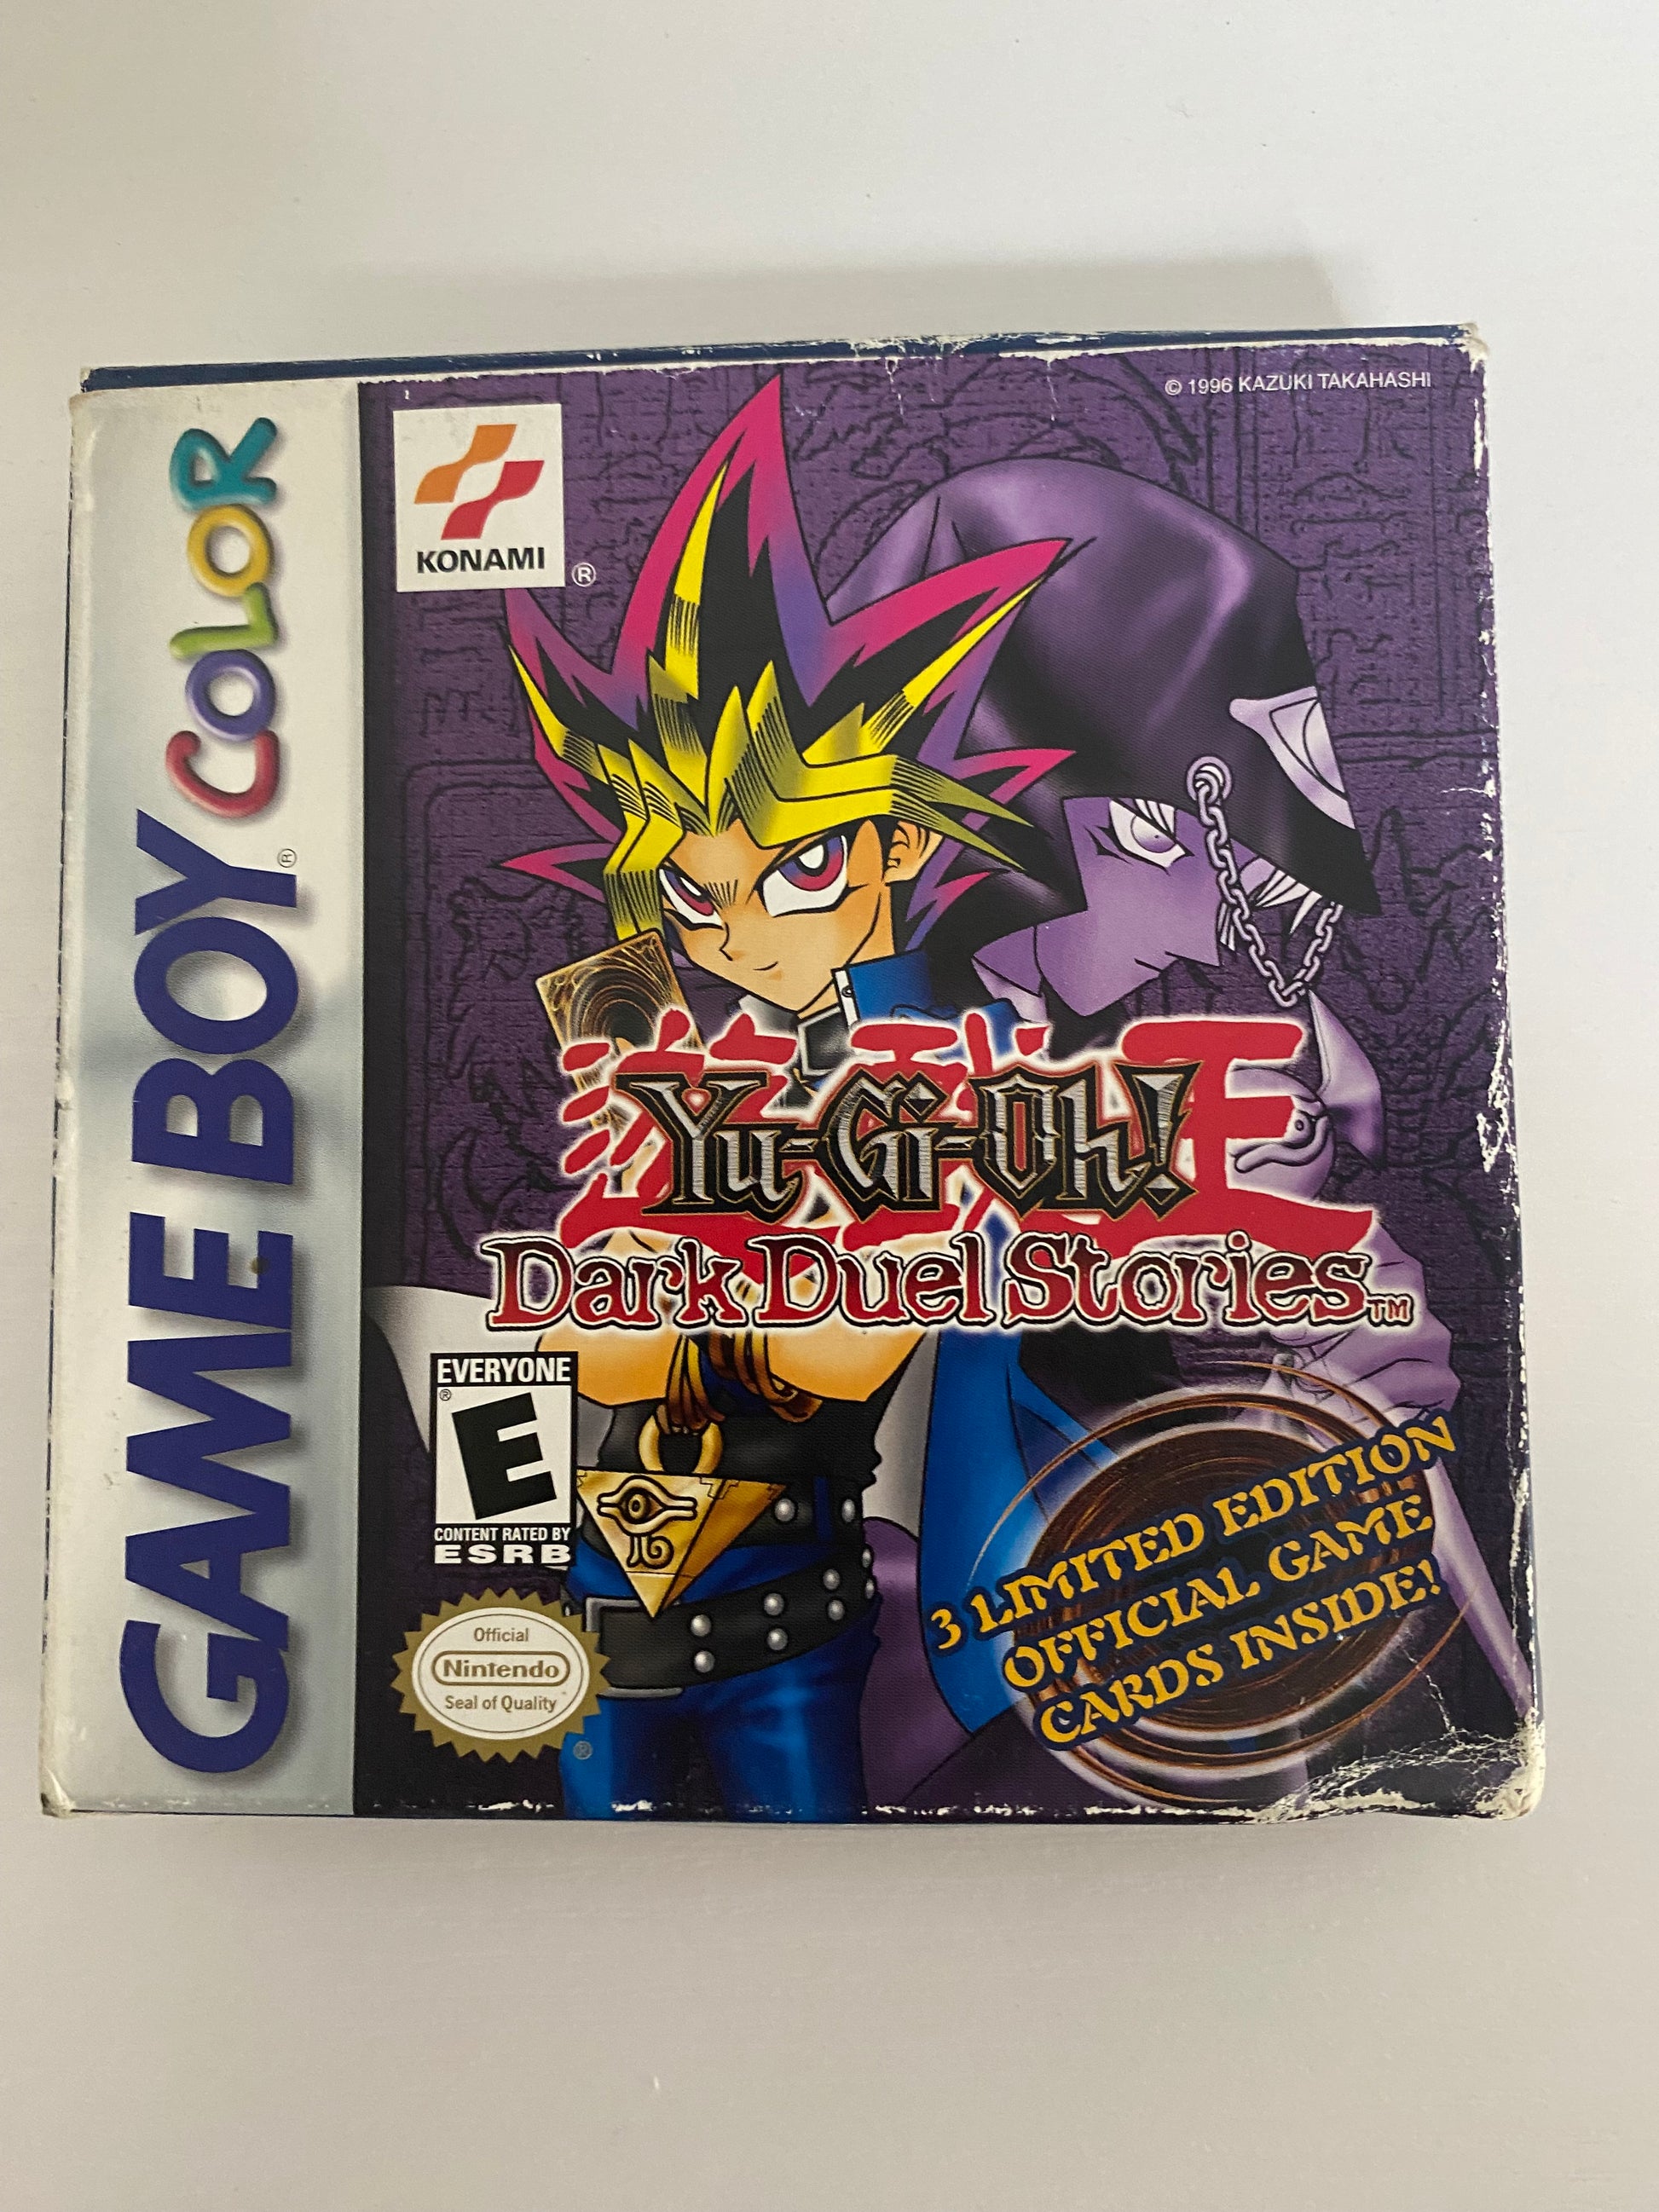 GAME BOY COLOR
®
© 1996 KAZUKI TAKAHASHI
KONAMI
®
遊戯王
Yu-Gi-Oh!
Dark Duel Stories™
EVERYONE
®
E
CONTENT RATED BY
ESRB
Official
Nintendo
Seal of Quality
®
3 LIMITED EDITION
OFFICIAL GAME
CARDS INSIDE!